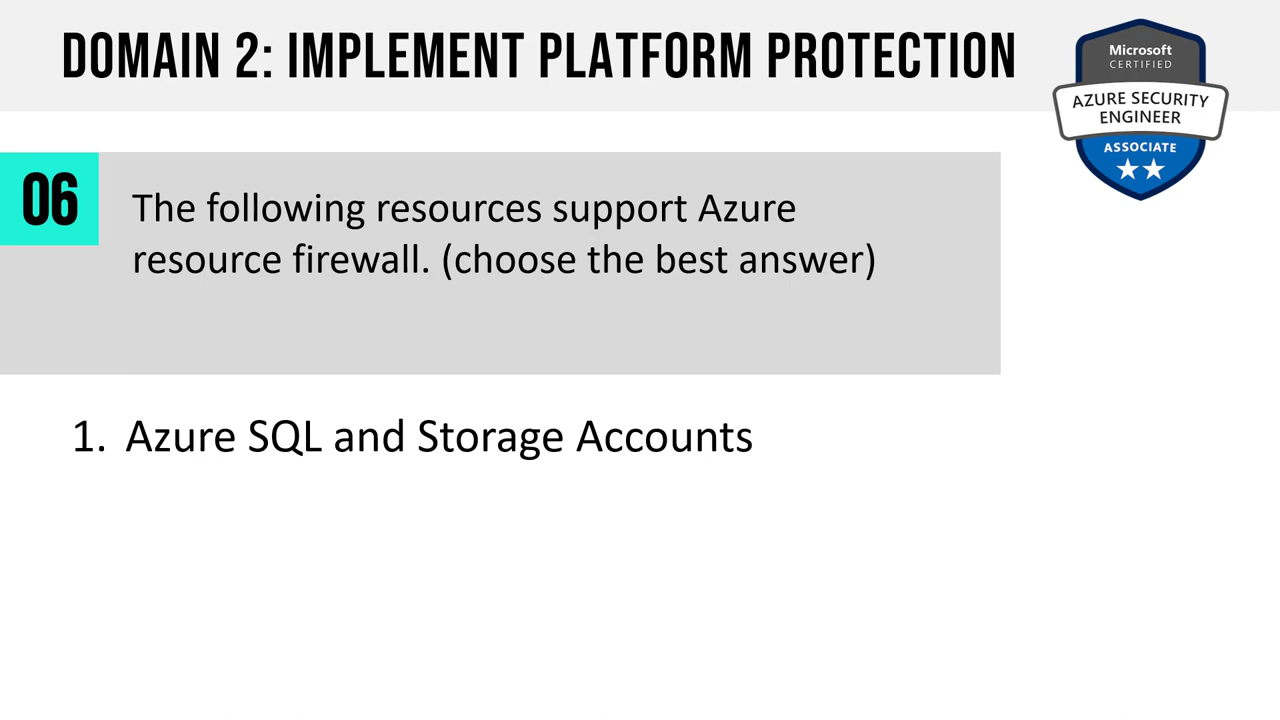 DOMAIN 2: IMPLEMENT PLATFORM PROTECTION
Microsoft
CERTIFIED
AZURE SECURITY
ENGINEER
ASSOCIATE
06
The following resources support Azure
resource firewall. (choose the best answer)
1. Azure SQL and Storage Accounts